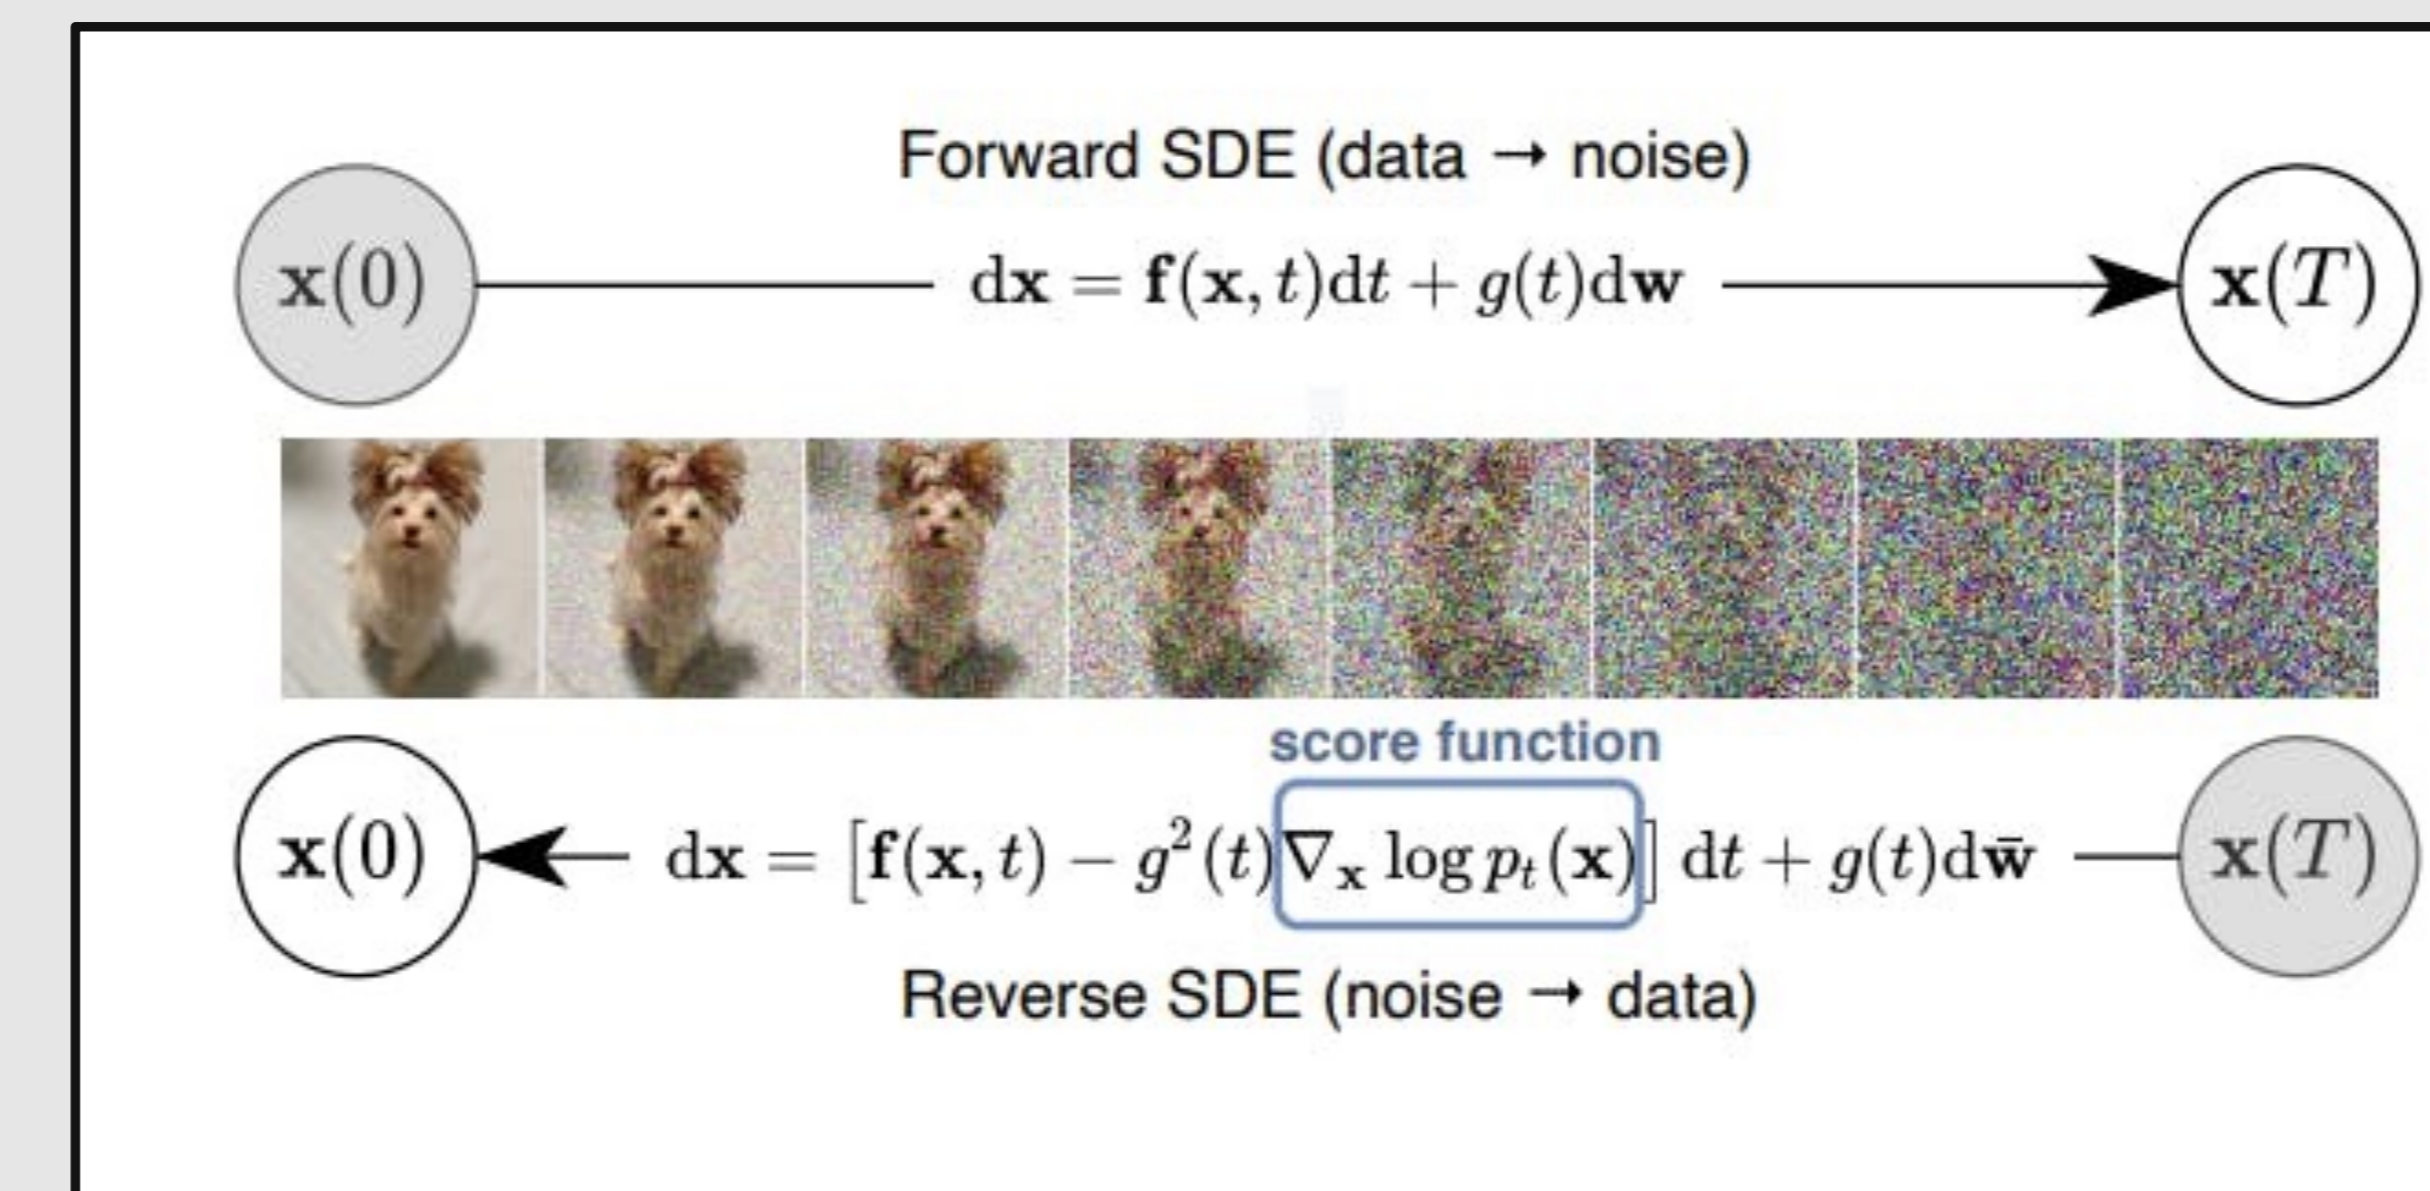 Forward SDE (data → noise)
x(0) dx = f(x, t)dt + g(t)dw x(T)
score function
x(0) dx = [f(x, t) − g²(t)∇ₓ log pₜ(x)] dt + g(t)dw̄ x(T)
Reverse SDE (noise → data)